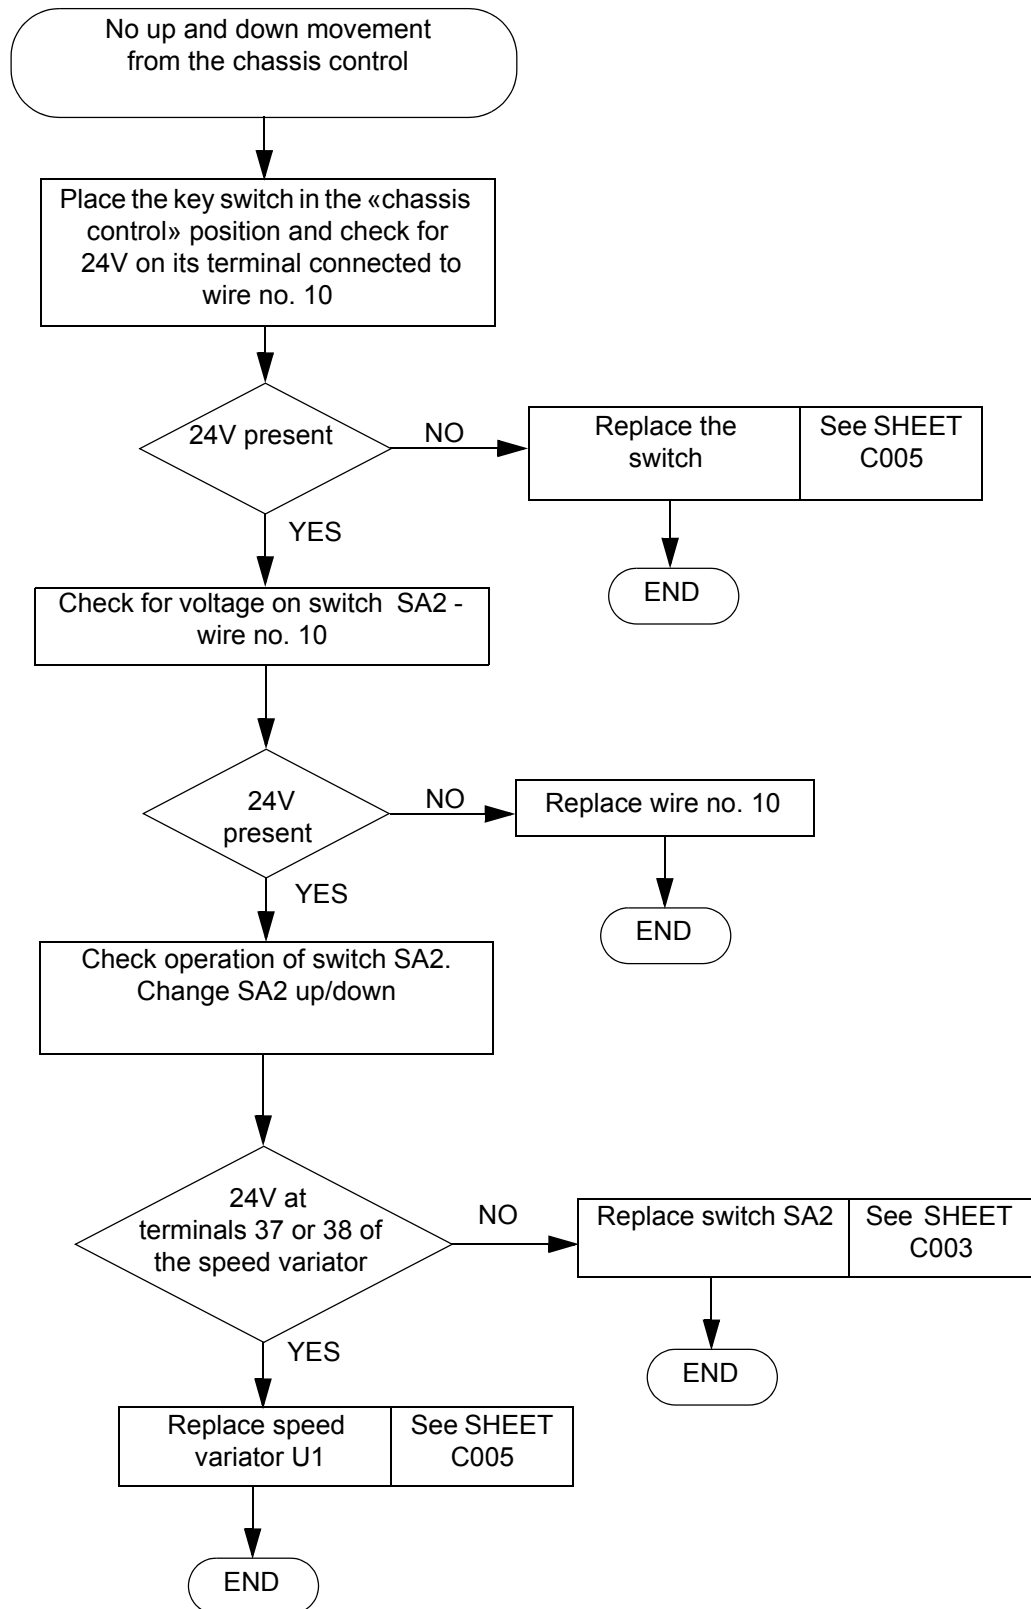 No up and down movement
from the chassis control
Place the key switch in the «chassis
control» position and check for
24V on its terminal connected to
wire no. 10
24V present
NO
Replace the
switch
See SHEET
C005
YES
END
Check for voltage on switch SA2 -
wire no. 10
24V
present
NO
Replace wire no. 10
YES
END
Check operation of switch SA2.
Change SA2 up/down
24V at
terminals 37 or 38 of
the speed variator
NO
Replace switch SA2
See SHEET
C003
YES
END
Replace speed
variator U1
See SHEET
C005
END